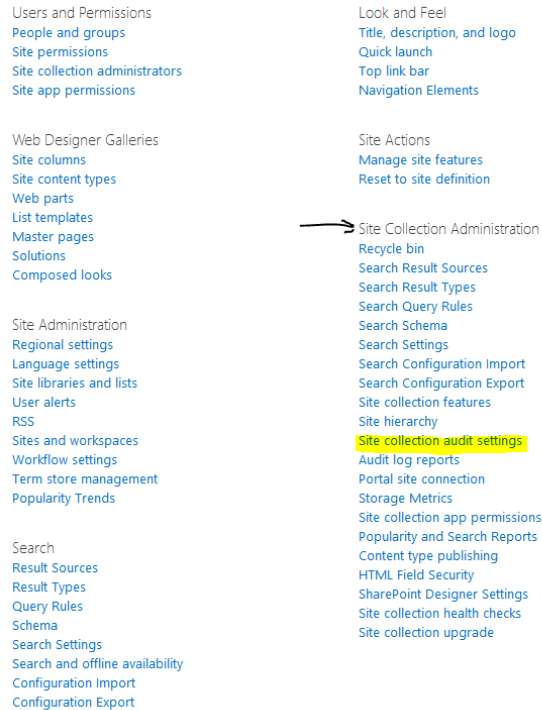 Users and Permissions
People and groups
Site permissions
Site collection administrators
Site app permissions
Web Designer Galleries
Site columns
Site content types
Web parts
List templates
Master pages
Solutions
Composed looks
Site Administration
Regional settings
Language settings
Site libraries and lists
User alerts
RSS
Sites and workspaces
Workflow settings
Term store management
Popularity Trends
Search
Result Sources
Result Types
Query Rules
Schema
Search Settings
Search and offline availability
Configuration Import
Configuration Export
Look and Feel
Title, description, and logo
Quick launch
Top link bar
Navigation Elements
Site Actions
Manage site features
Reset to site definition
Site Collection Administration
Recycle bin
Search Result Sources
Search Result Types
Search Query Rules
Search Schema
Search Settings
Search Configuration Import
Search Configuration Export
Site collection features
Site hierarchy
Site collection audit settings
Audit log reports
Portal site connection
Storage Metrics
Site collection app permissions
Popularity and Search Reports
Content type publishing
HTML Field Security
SharePoint Designer Settings
Site collection health checks
Site collection upgrade